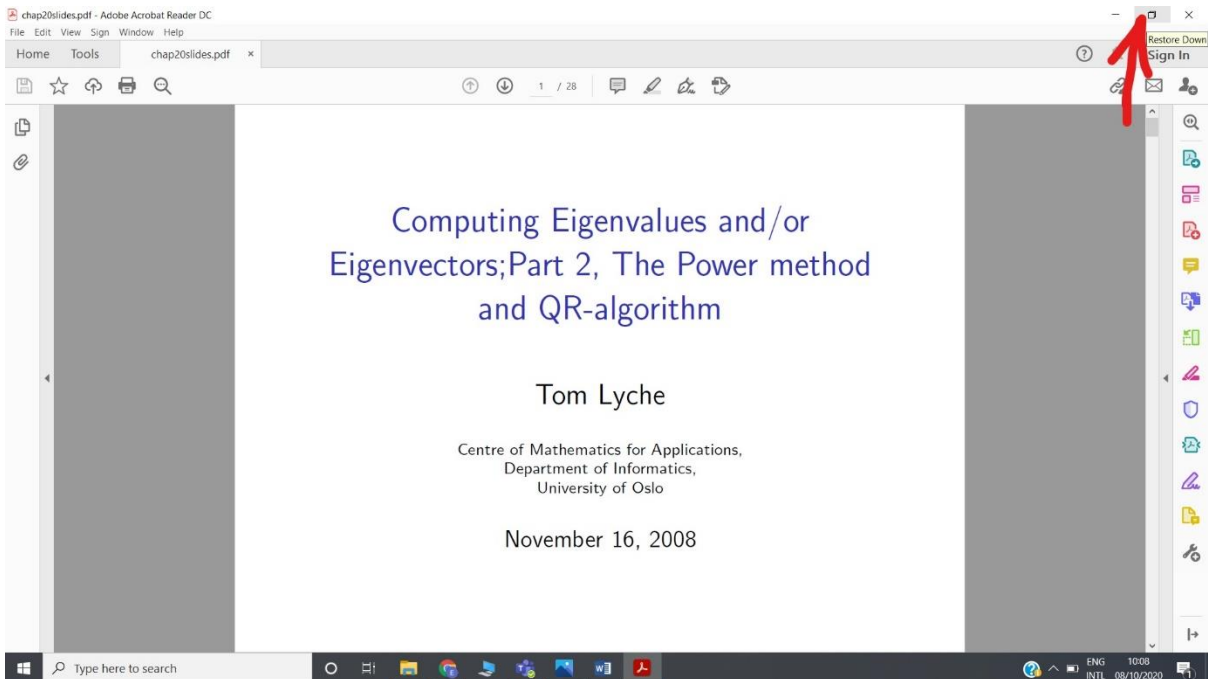 chap20slides.pdf - Adobe Acrobat Reader DC
File Edit View Sign Window Help
Restore Down
Home Tools chap20slides.pdf × Sign In
1 / 28
Computing Eigenvalues and/or
Eigenvectors;Part 2, The Power method
and QR-algorithm
Tom Lyche
Centre of Mathematics for Applications,
Department of Informatics,
University of Oslo
November 16, 2008
Type here to search
ENG 10:08
INTL 08/10/2020